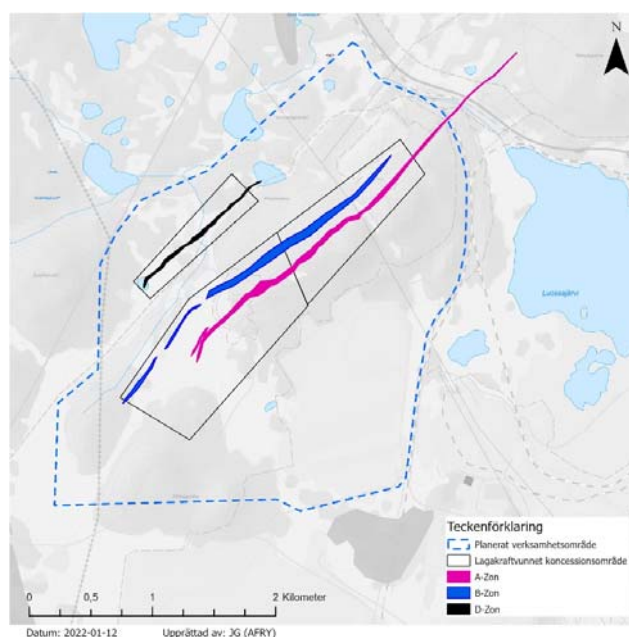 Luossajärvi
Teckenförklaring
Planerat verksamhetsområde
Lagakraftvunnet koncessionsområde
A-Zon
B-Zon
D-Zon
0 0,5 1 2 Kilometer
Datum: 2022-01-12 Upprättad av: JG (AFRY)